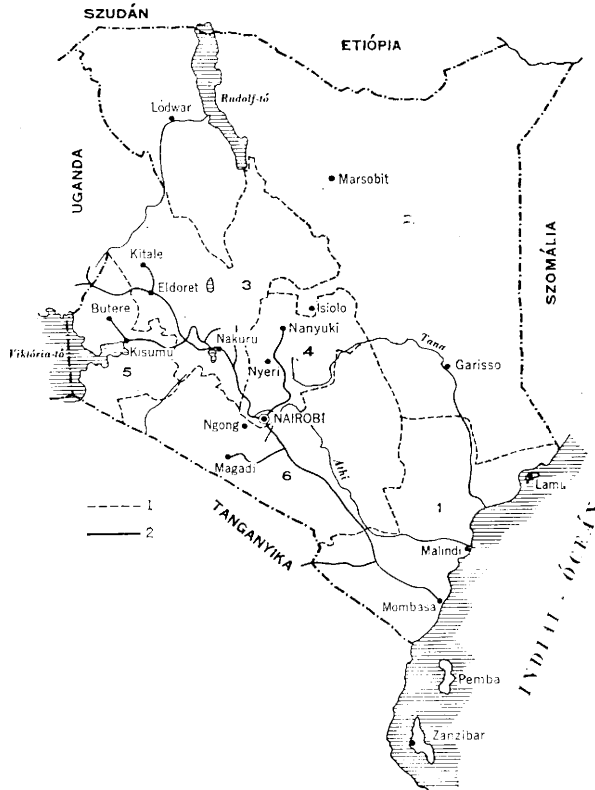 SZUDÁN
ETIÓPIA
Rudolf-tó
Lodwar
UGANDA
Marsobit
2
SZOMÁLIA
Kitale
3
Eldoret
Butere
Isiolo
Nanyuki
Viktória-tó
Kisumu
Nakuru
4
Tana
5
Nyeri
Garisso
Ngong
NAIROBI
Magadi
6
Athi
Lamu
1
1
2
TANGANYIKA
Malindi
Mombasa
INDIAI-ÓCEÁN
Pemba
Zanzibar